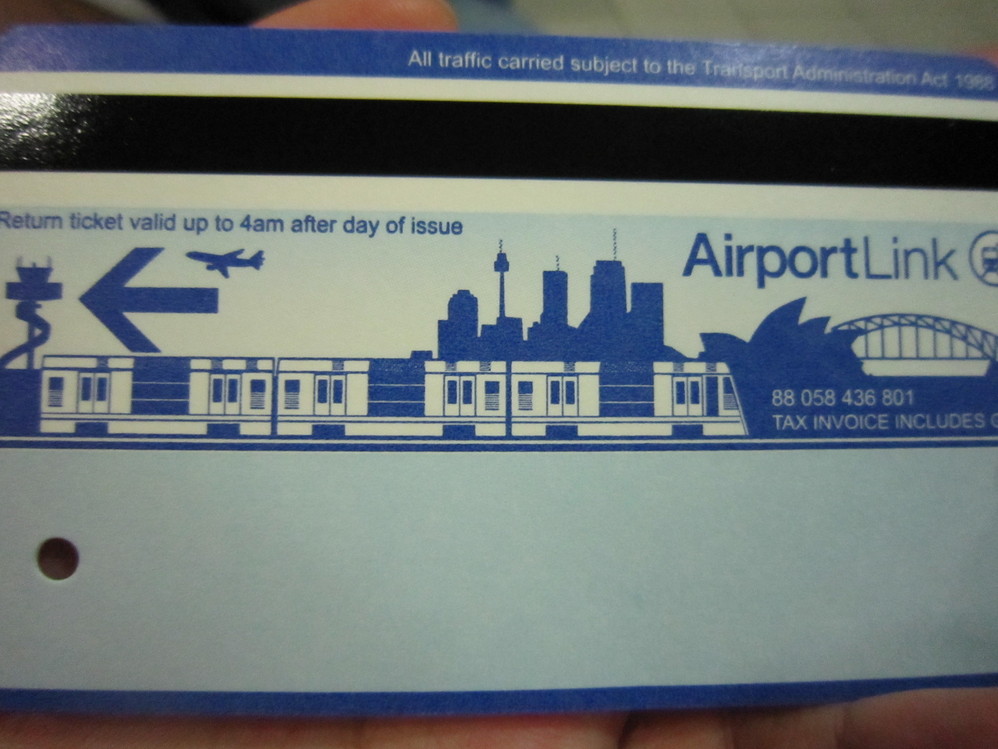 All traffic carried subject to the Transport Administration Act 1988
Return ticket valid up to 4am after day of issue
AirportLink
88 058 436 801
TAX INVOICE INCLUDES